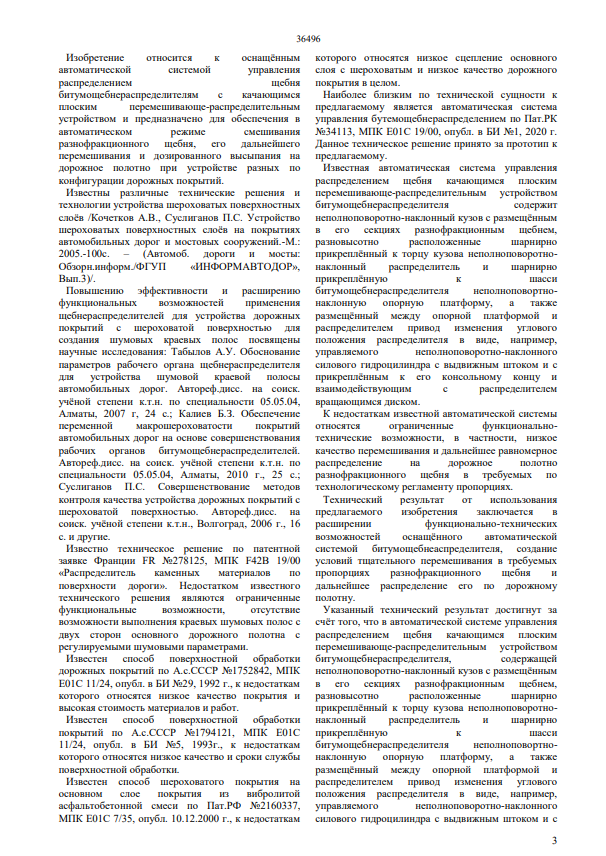 36496
Изобретение относится к оснащённым
автоматической системой управления
распределением щебня
битумощебнераспределителям с качающимся
плоским перемешивающе-распределительным
устройством и предназначено для обеспечения в
автоматическом режиме смешивания
разнофракционного щебня, его дальнейшего
перемешивания и дозированного высыпания на
дорожное полотно при устройстве разных по
конфигурации дорожных покрытий.
Известны различные технические решения и
технологии устройства шероховатых поверхностных
слоёв /Кочетков А.В., Суслиганов П.С. Устройство
шероховатых поверхностных слоёв на покрытиях
автомобильных дорог и мостовых сооружений.-М.:
2005.-100с. – (Автомоб. дороги и мосты:
Обзорн.информ./ФГУП «ИНФОРМАВТОДОР»,
Вып.3)/.
Повышению эффективности и расширению
функциональных возможностей применения
щебнераспределителей для устройства дорожных
покрытий с шероховатой поверхностью для
создания шумовых краевых полос посвящены
научные исследования: Табылов А.У. Обоснование
параметров рабочего органа щебнераспределителя
для устройства шумовой краевой полосы
автомобильных дорог. Автореф.дисс. на соиск.
учёной степени к.т.н. по специальности 05.05.04,
Алматы, 2007 г, 24 с.; Калиев Б.З. Обеспечение
переменной макрошероховатости покрытий
автомобильных дорог на основе совершенствования
рабочих органов битумощебнераспределителей.
Автореф.дисс. на соиск. учёной степени к.т.н. по
специальности 05.05.04, Алматы, 2010 г., 25 с.;
Суслиганов П.С. Совершенствование методов
контроля качества устройства дорожных покрытий с
шероховатой поверхностью. Автореф.дисс. на
соиск. учёной степени к.т.н., Волгоград, 2006 г., 16
с. и другие.
Известно техническое решение по патентной
заявке Франции FR №278125, МПК F42B 19/00
«Распределитель каменных материалов по
поверхности дороги». Недостатком известного
технического решения являются ограниченные
функциональные возможности, отсутствие
возможности выполнения краевых шумовых полос с
двух сторон основного дорожного полотна с
регулируемыми шумовыми параметрами.
Известен способ поверхностной обработки
дорожных покрытий по А.с.СССР №1752842, МПК
Е01С 11/24, опубл. в БИ №29, 1992 г., к недостаткам
которого относятся низкое качество покрытия и
высокая стоимость материалов и работ.
Известен способ поверхностной обработки
покрытий по А.с.СССР №1794121, МПК Е01С
11/24, опубл. в БИ №5, 1993г., к недостаткам
которого относятся низкое качество и сроки службы
поверхностной обработки.
Известен способ шероховатого покрытия на
основном слое покрытия из вибролитой
асфальтобетонной смеси по Пат.РФ №2160337,
МПК Е01С 7/35, опубл. 10.12.2000 г., к недостаткам
которого относятся низкое сцепление основного
слоя с шероховатым и низкое качество дорожного
покрытия в целом.
Наиболее близким по технической сущности к
предлагаемому является автоматическая система
управления бутемощебнераспределением по Пат.РК
№34113, МПК Е01С 19/00, опубл. в БИ №1, 2020 г.
Данное техническое решение принято за прототип к
предлагаемому.
Известная автоматическая система управления
распределением щебня качающимся плоским
перемешивающе-распределительным устройством
битумощебнераспределителя содержит
неполноповоротно-наклонный кузов с размещённым
в его секциях разнофракционным щебнем,
разновысотно расположенные шарнирно
прикреплённый к торцу кузова неполноповоротно-
наклонный распределитель и шарнирно
прикреплённую к шасси
битумощебнераспределителя неполноповортно-
наклонную опорную платформу, а также
размещённый между опорной платформой и
распределителем привод изменения углового
положения распределителя в виде, например,
управляемого неполноповоротно-наклонного
силового гидроцилиндра с выдвижным штоком и с
прикреплённым к его консольному концу и
взаимодействующим с распределителем
вращающимся диском.
К недостаткам известной автоматической системы
относятся ограниченные функционально-
технические возможности, в частности, низкое
качество перемешивания и дальнейшее равномерное
распределение на дорожное полотно
разнофракционного щебня в требуемых по
технологическому регламенту пропорциях.
Технический результат от использования
предлагаемого изобретения заключается в
расширении функционально-технических
возможностей оснащённого автоматической
системой битумощебнеаспределителя, создание
условий тщательного перемешивания в требуемых
пропорциях разнофракционного щебня и
дальнейшее распределение его по дорожному
полотну.
Указанный технический результат достигнут за
счёт того, что в автоматической системе управления
распределением щебня качающимся плоским
перемешивающе-распределительным устройством
битумощебнераспределителя, содержащей
неполноповоротно-наклонный кузов с размещённым
в его секциях разнофракционным щебнем,
разновысотно расположенные шарнирно
прикреплённый к торцу кузова неполноповоротно-
наклонный распределитель и шарнирно
прикреплённую к шасси
битумощебнераспределителя неполноповортно-
наклонную опорную платформу, а также
размещённый между опорной платформой и
распределителем привод изменения углового
положения распределителя в виде, например,
управляемого неполноповоротно-наклонного
силового гидроцилиндра с выдвижным штоком и с
3